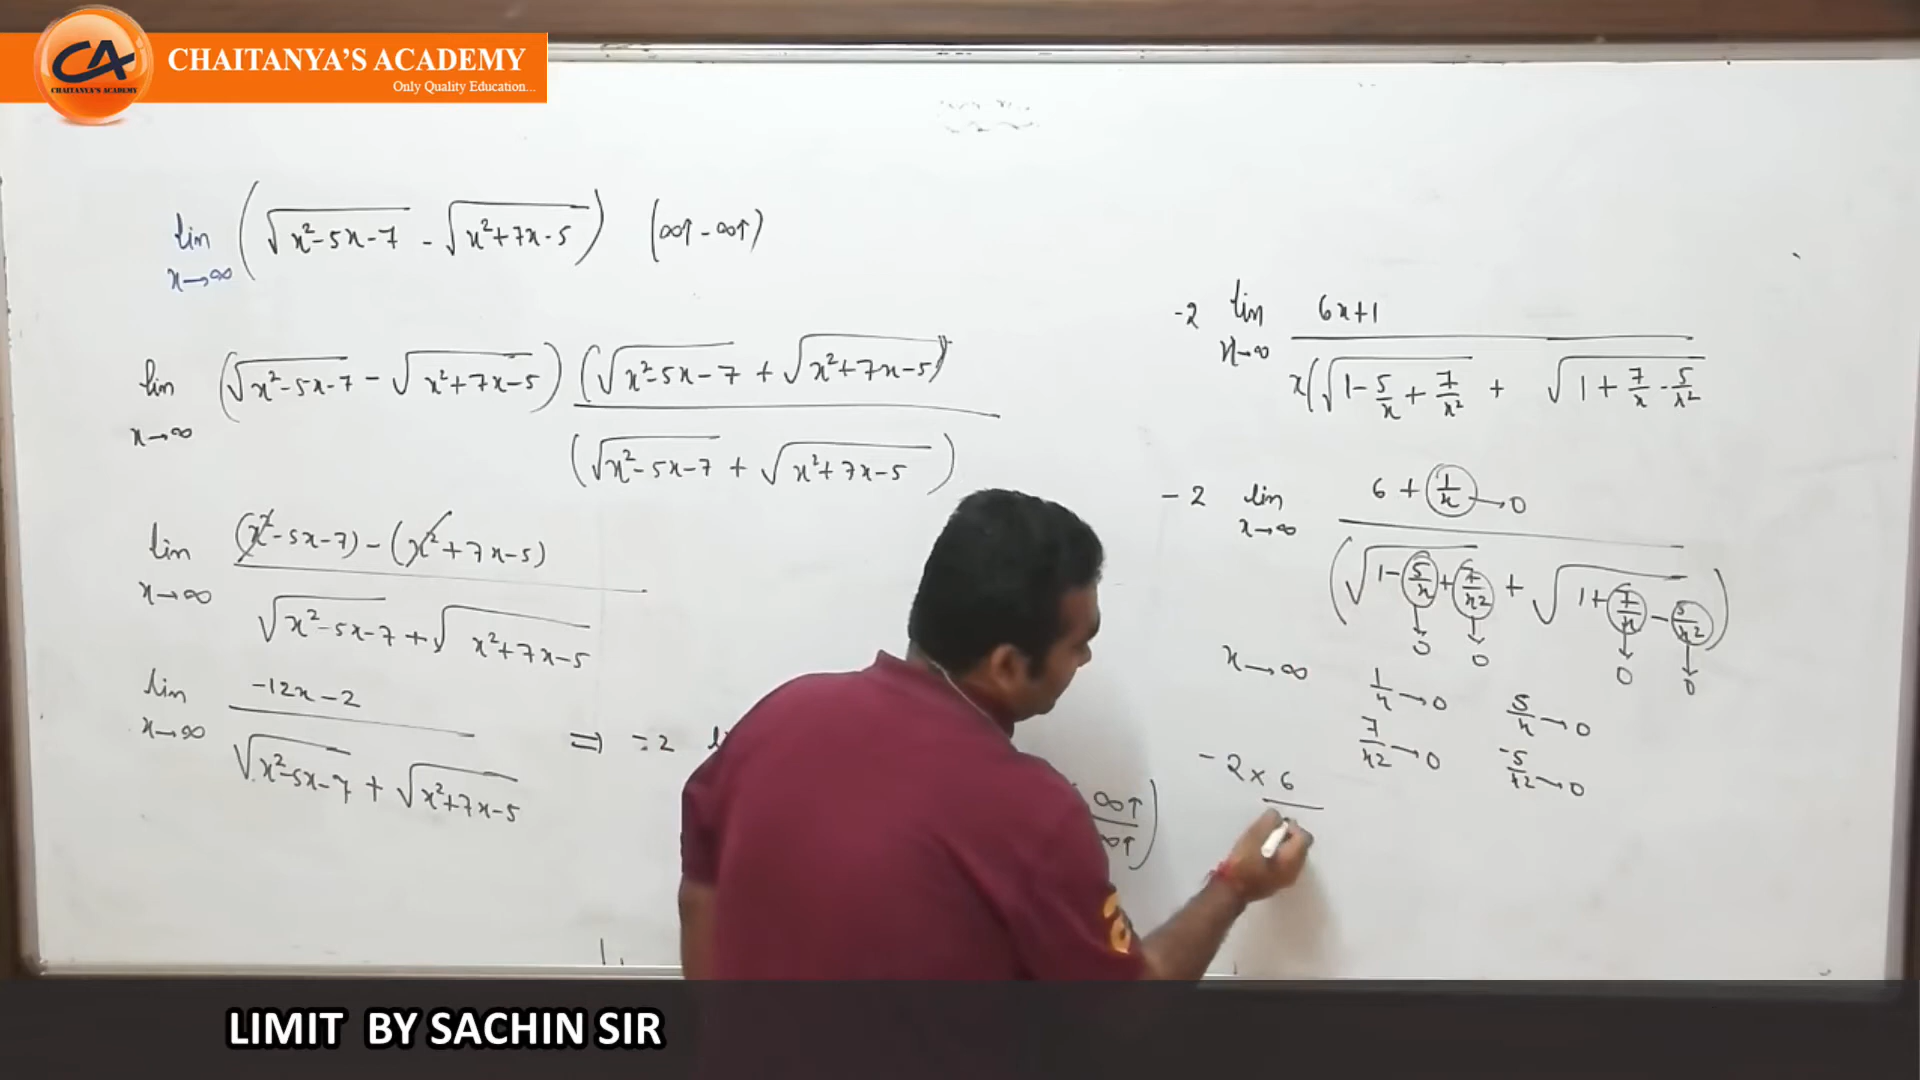 CHAITANYA'S ACADEMY
Only Quality Education...
CA
CHAITANYA'S ACADEMY
lim (√(x²-5x-7) - √(x²+7x-5)) (∞↑-∞↑)
x→∞
lim (√(x²-5x-7) - √(x²+7x-5)) (√(x²-5x-7) + √(x²+7x-5))
x→∞
(√(x²-5x-7) + √(x²+7x-5))
lim (x²-5x-7) - (x²+7x-5)
x→∞
√(x²-5x-7) + √(x²+7x-5)
lim -12x-2
x→∞
√(x²-5x-7) + √(x²+7x-5)
⇒ -2
∞↑
∞↑
-2 lim 6x+1
x→∞
x(√(1-5/x+7/x²) + √(1+7/x-5/x²)
-2 lim 6 + 1/x → 0
x→∞
(√(1-5/x+7/x²) + √(1+7/x-5/x²))
0 0 0 0
x→∞ 1/x → 0 5/x → 0
7/x2 → 0 -5/x2 → 0
-2 × 6
LIMIT BY SACHIN SIR